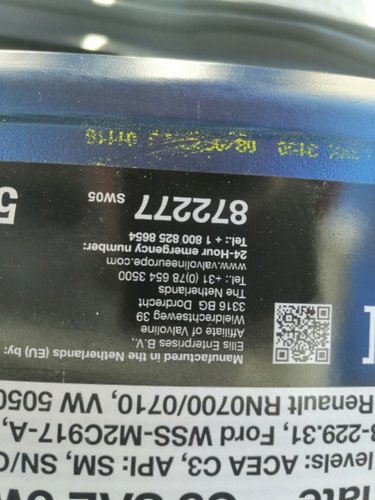 SAE
levels: ACEA C3, API: SM, SN/C
-229.31, Ford WSS-M2C917-A,
Renault RN0700/0710, VW 5050
Manufactured in the Netherlands (EU) by:
Ellis Enterprises B.V.,
Affiliate of Valvoline
Wieldrechtseweg 39
3316 BG Dordrecht
The Netherlands
Tel.: +31 (0)78 654 3500
www.valvolineeurope.com
24-Hour emergency number:
Tel.: + 1 800 825 8654
872277
SW05
5